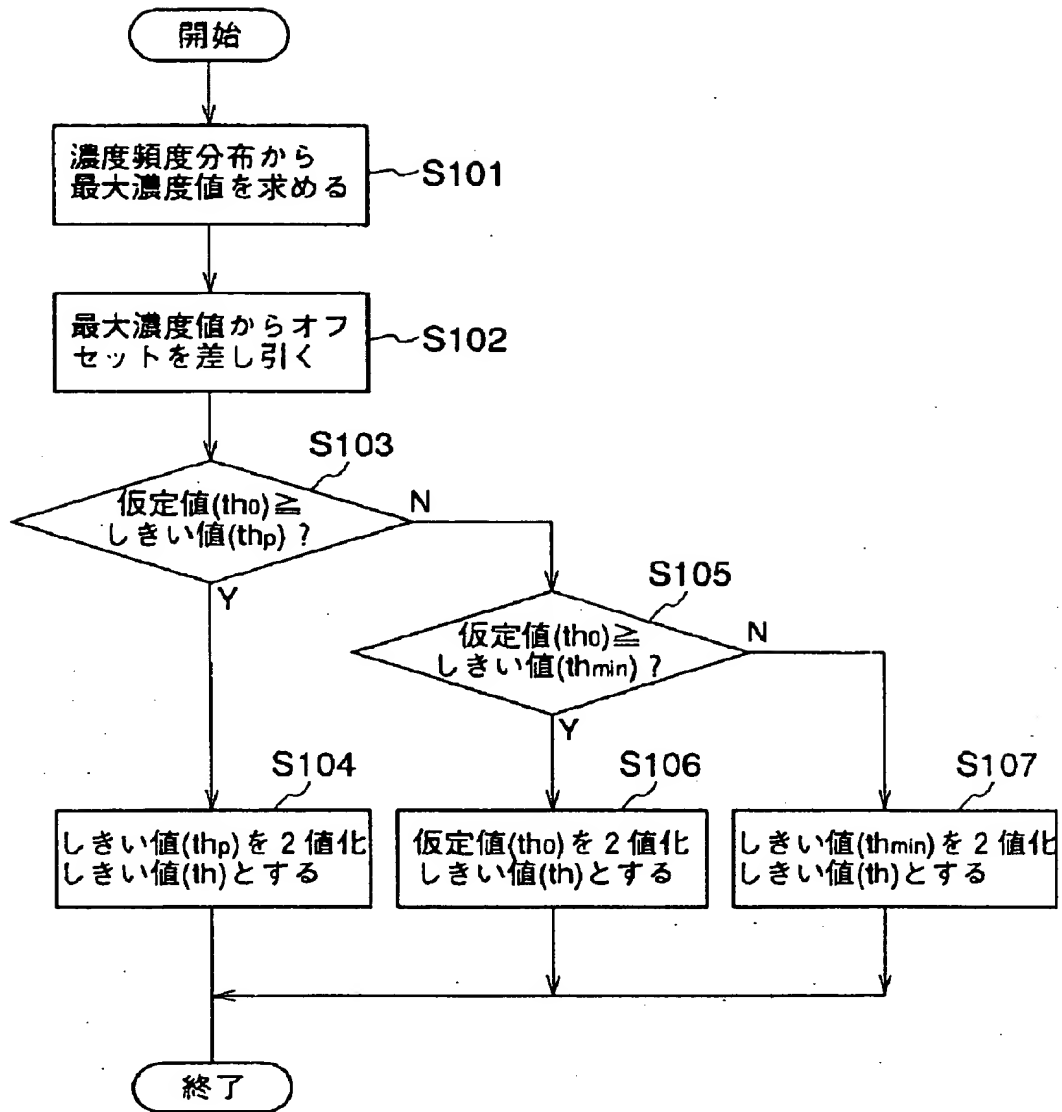 開始
濃度頻度分布から
最大濃度値を求める
S101
最大濃度値からオフ
セットを差し引く
S102
S103
仮定値(th0)≧
しきい値(thp)?
N
Y
S105
仮定値(th0)≧
しきい値(thmin)?
N
Y
S104
しきい値(thp)を2値化
しきい値(th)とする
S106
仮定値(th0)を2値化
しきい値(th)とする
S107
しきい値(thmin)を2値化
しきい値(th)とする
終了